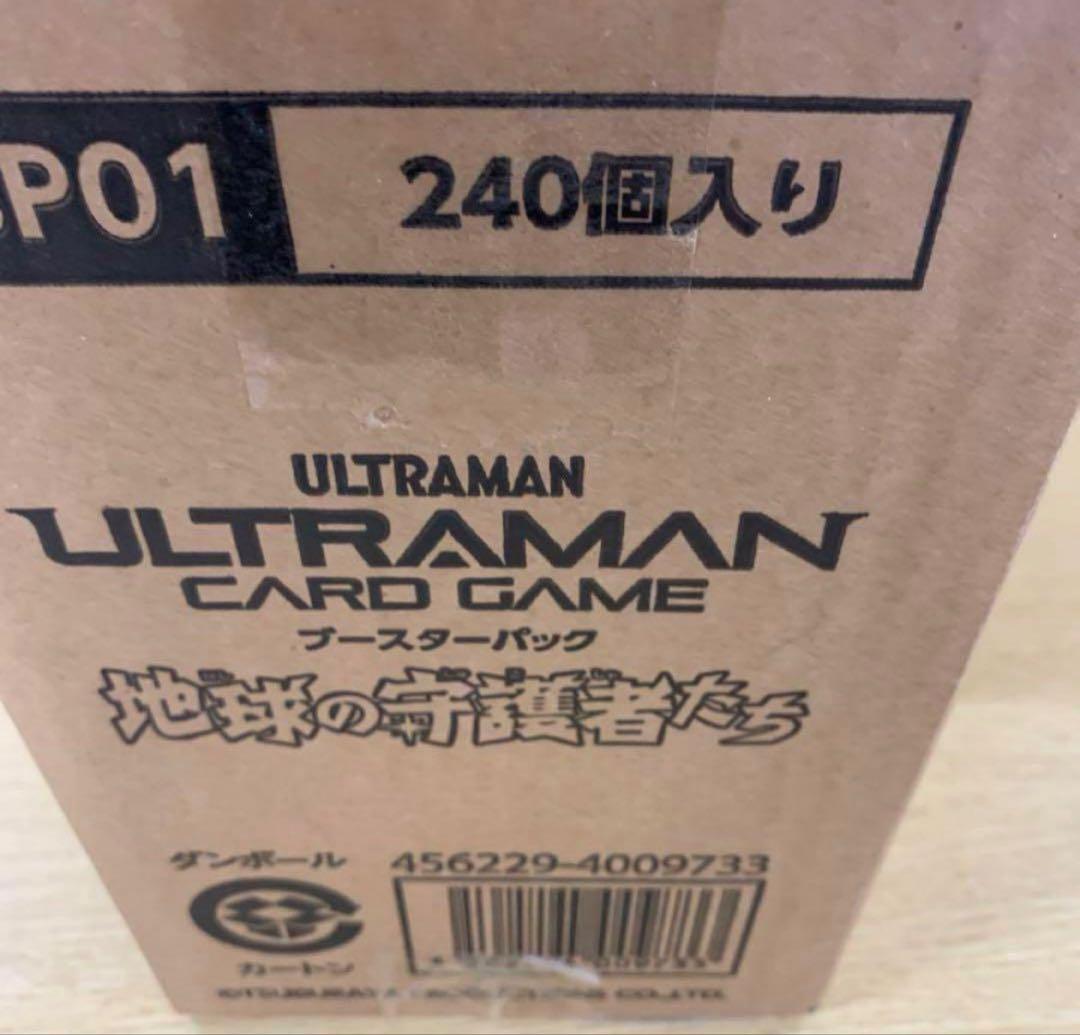 P01
240個入り
ULTRAMAN
ULTRAMAN
CARD GAME
ブースターパック
地球の守護者たち
ダンボール
456229-4009733
カートン